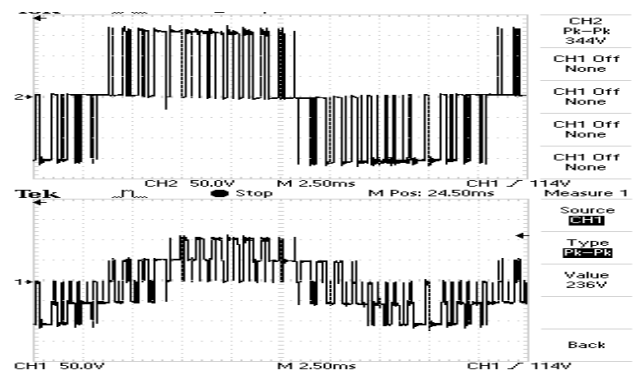 CH2
Pk-Pk
344V
CH1 Off
None
CH1 Off
None
CH1 Off
None
CH1 Off
None
2
CH2 50.0V M 2.50ms CH1 114V
Tek Stop M Pos: 24.50ms Measure 1
Source
CH1
Type
Pk-Pk
Value
236V
1
Back
CH1 50.0V M 2.50ms CH1 114V